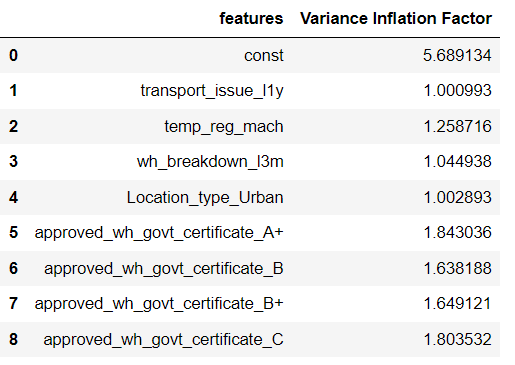 features Variance Inflation Factor
0 const 5.689134
1 transport_issue_l1y 1.000993
2 temp_reg_mach 1.258716
3 wh_breakdown_l3m 1.044938
4 Location_type_Urban 1.002893
5 approved_wh_govt_certificate_A+ 1.843036
6 approved_wh_govt_certificate_B 1.638188
7 approved_wh_govt_certificate_B+ 1.649121
8 approved_wh_govt_certificate_C 1.803532